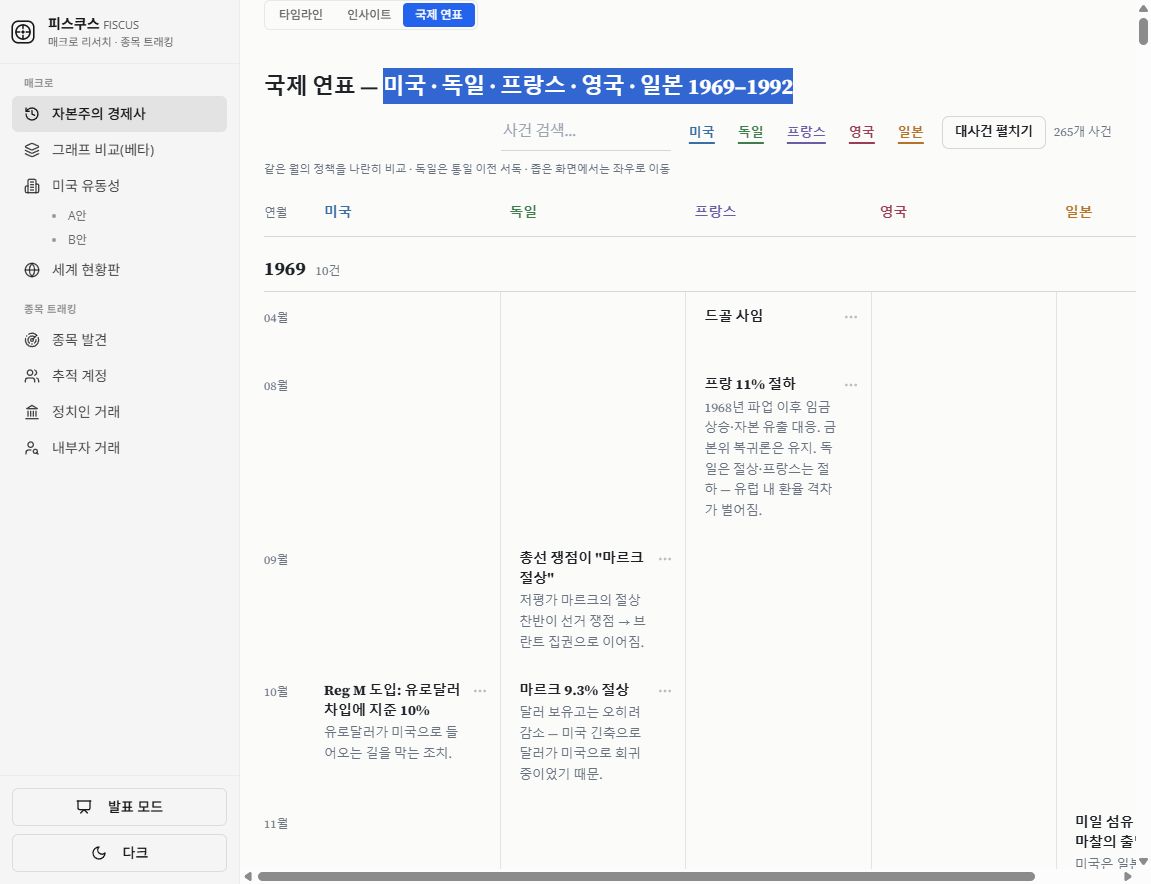 피스쿠스 FISCUS
매크로 리서치 · 종목 트래킹
매크로
자본주의 경제사
그래프 비교(베타)
미국 유동성
A안
B안
세계 현황판
종목 트래킹
종목 발견
추적 계정
정치인 거래
내부자 거래
발표 모드
다크
타임라인 인사이트 국제 연표
국제 연표 — 미국 · 독일 · 프랑스 · 영국 · 일본 1969–1992
사건 검색... 미국 독일 프랑스 영국 일본 대사건 펼치기 265개 사건
같은 월의 정책을 나란히 비교 · 독일은 통일 이전 서독 · 좁은 화면에서는 좌우로 이동
연월 미국 독일 프랑스 영국 일본
1969 10건
04월
드골 사임 ···
08월
프랑 11% 절하 ···
1968년 파업 이후 임금
상승·자본 유출 대응. 금
본위 복귀론은 유지. 독
일은 절상·프랑스는 절
하 — 유럽 내 환율 격차
가 벌어짐.
09월
총선 쟁점이 "마르크 ···
절상"
저평가 마르크의 절상
찬반이 선거 쟁점 → 브
란트 집권으로 이어짐.
10월
Reg M 도입: 유로달러 ···
차입에 지준 10%
유로달러가 미국으로 들
어오는 길을 막는 조치.
마르크 9.3% 절상 ···
달러 보유고는 오히려
감소 — 미국 긴축으로
달러가 미국으로 회귀
중이었기 때문.
11월
미일 섬유
마찰의 출
미국은 일